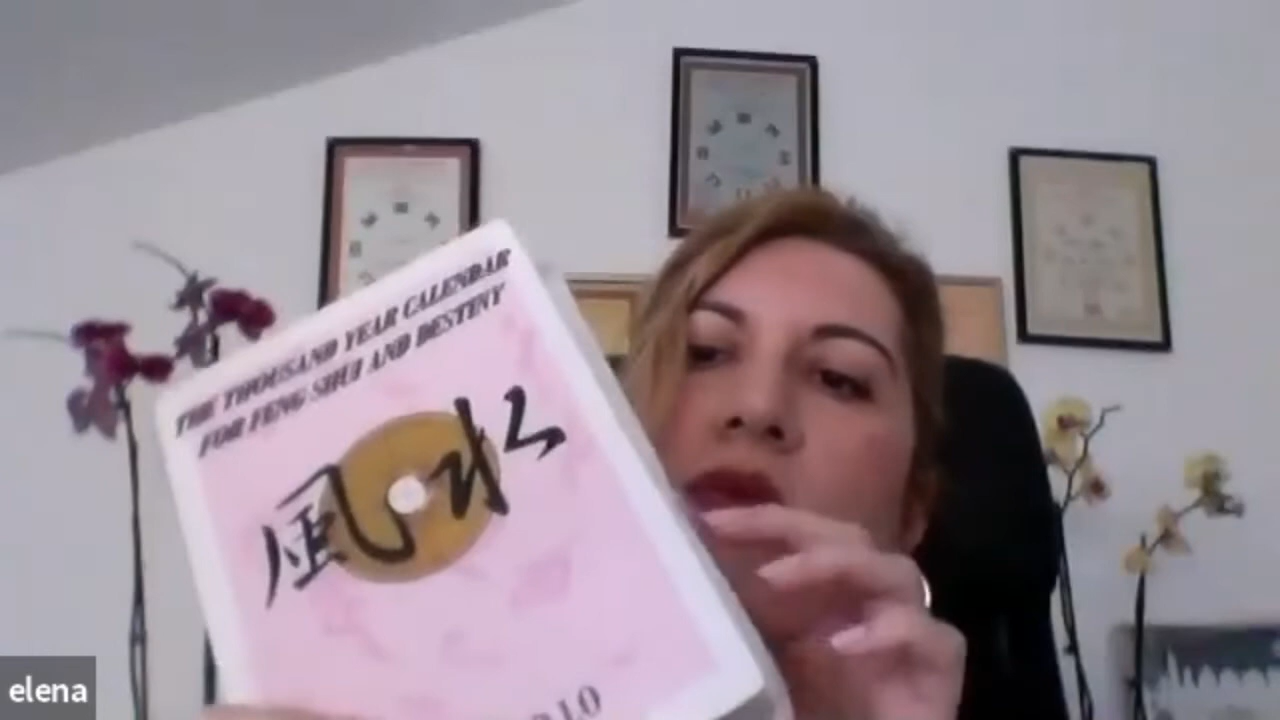 THE THOUSAND YEAR CALENDAR
FOR FENG SHUI AND DESTINY
風水
elena